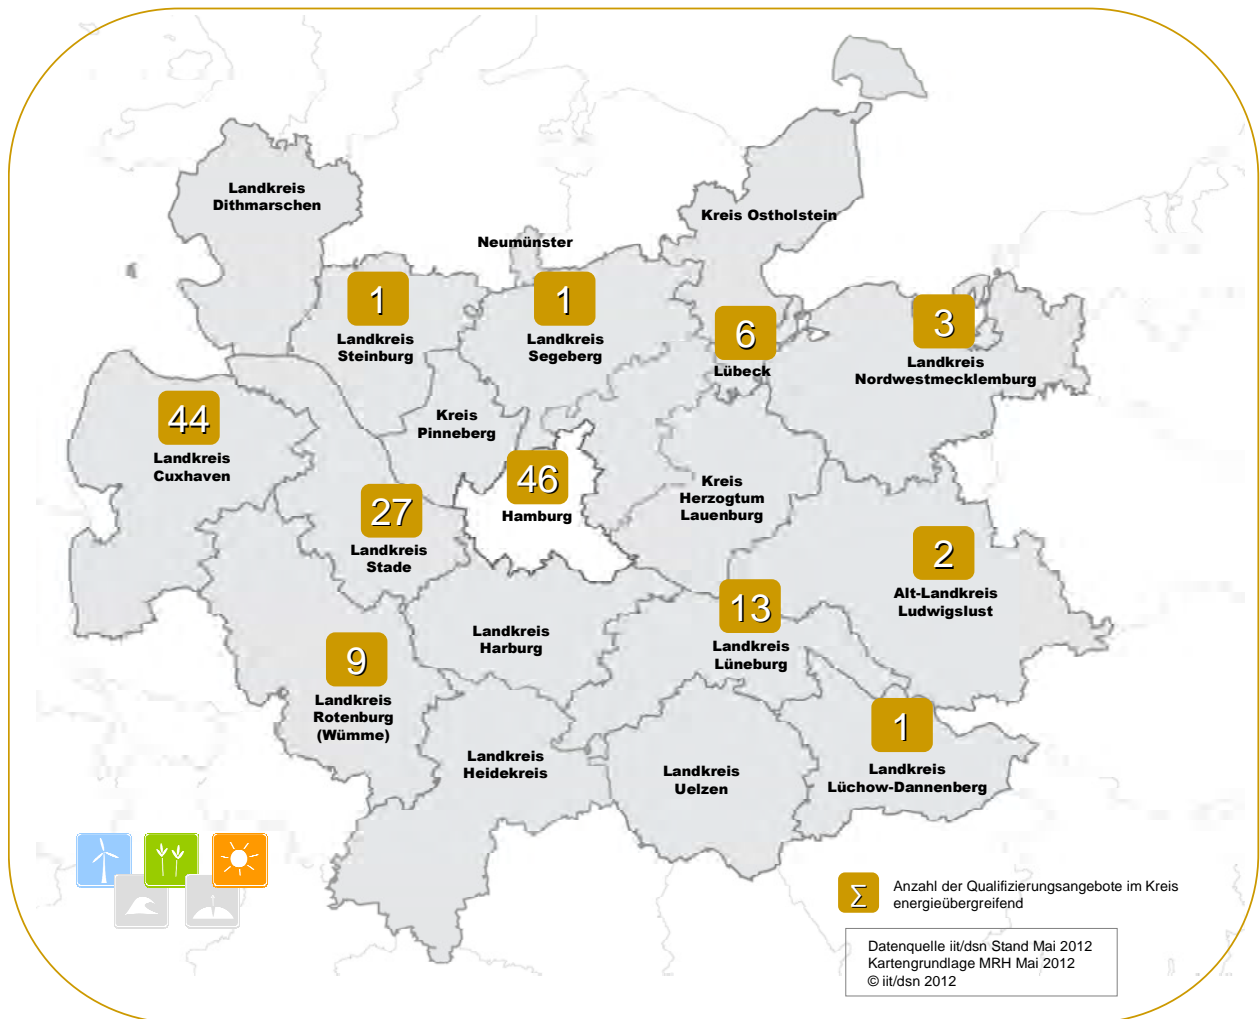 Landkreis
Dithmarschen
Kreis Ostholstein
Neumünster
1
Landkreis
Steinburg
1
Landkreis
Segeberg
6
Lübeck
3
Landkreis
Nordwestmecklemburg
44
Landkreis
Cuxhaven
Kreis
Pinneberg
46
Hamburg
Kreis
Herzogtum
Lauenburg
27
Landkreis
Stade
2
Alt-Landkreis
Ludwigslust
13
Landkreis
Lüneburg
Landkreis
Harburg
9
Landkreis
Rotenburg
(Wümme)
1
Landkreis
Lüchow-Dannenberg
Landkreis
Heidekreis
Landkreis
Uelzen
∑
Anzahl der Qualifizierungsangebote im Kreis
energieübergreifend
Datenquelle iit/dsn Stand Mai 2012
Kartengrundlage MRH Mai 2012
© iit/dsn 2012